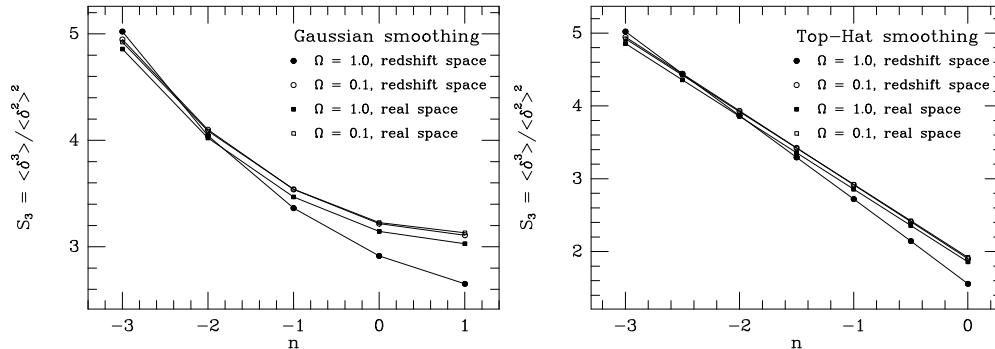 Gaussian smoothing
Ω = 1.0, redshift space
Ω = 0.1, redshift space
Ω = 1.0, real space
Ω = 0.1, real space
S₃ = <δ³>/<δ²>²
5
4
3
−3 −2 −1 0 1
n
Top−Hat smoothing
Ω = 1.0, redshift space
Ω = 0.1, redshift space
Ω = 1.0, real space
Ω = 0.1, real space
S₃ = <δ³>/<δ²>²
5
4
3
2
−3 −2 −1 0
n